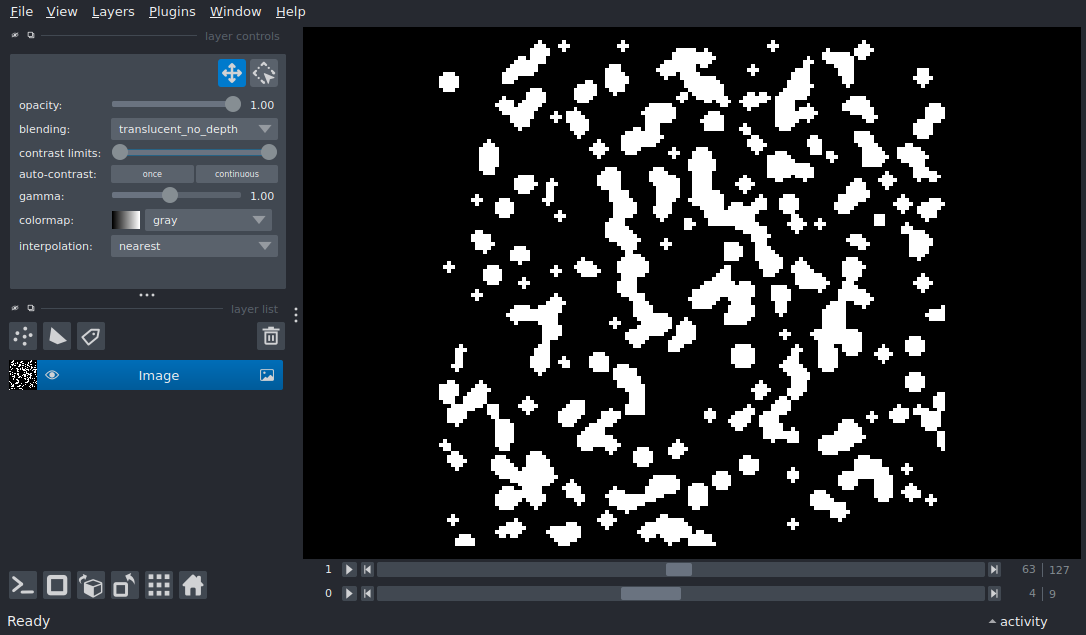 File View Layers Plugins Window Help
layer controls
opacity: 1.00
blending: translucent_no_depth
contrast limits:
auto-contrast: once continuous
gamma: 1.00
colormap: gray
interpolation: nearest
layer list
Image
1 63 127
0 4 9
Ready activity